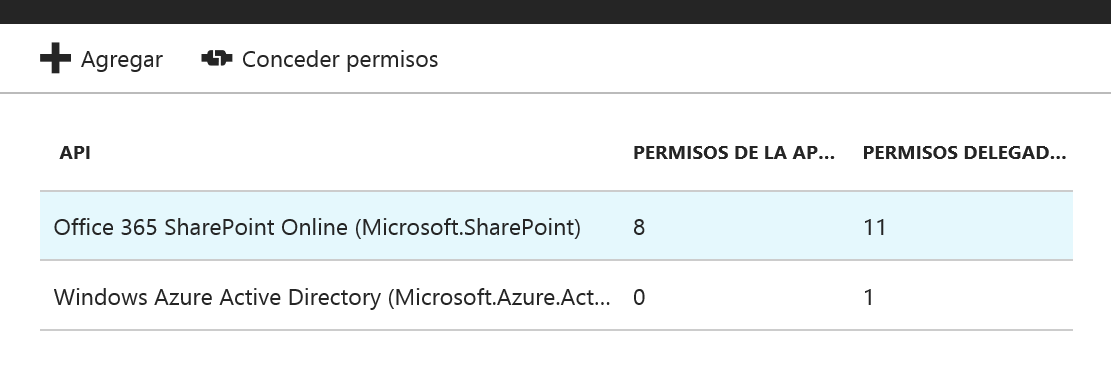 Agregar Conceder permisos
API PERMISOS DE LA AP... PERMISOS DELEGAD...
Office 365 SharePoint Online (Microsoft.SharePoint) 8 11
Windows Azure Active Directory (Microsoft.Azure.Act... 0 1